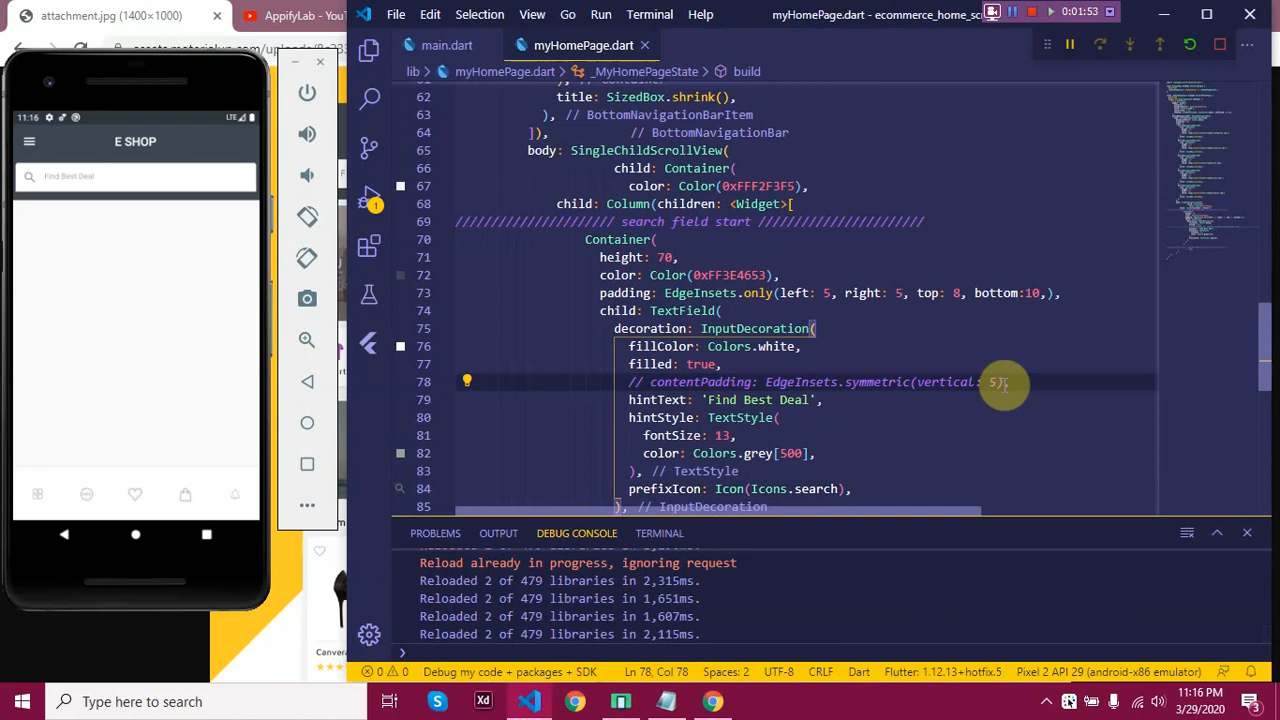 attachment.jpg (1400×1000)
AppifyLab
File Edit Selection View Go Run Terminal Help
myHomePage.dart - ecommerce_home_sc
00:01:53
main.dart
myHomePage.dart
lib > myHomePage.dart > _MyHomePageState > build
11:16
LTE
E SHOP
Find Best Deal
62 title: SizedBox.shrink(),
63 ), // BottomNavigationBarItem
64 ]), // BottomNavigationBar
65 body: SingleChildScrollView(
66 child: Container(
67 color: Color(0xFFF2F3F5),
68 child: Column(children: <Widget>[
69 ////////////////////// search field start //////////////////////
70 Container(
71 height: 70,
72 color: Color(0xFF3E4653),
73 padding: EdgeInsets.only(left: 5, right: 5, top: 8, bottom:10,),
74 child: TextField(
75 decoration: InputDecoration(
76 fillColor: Colors.white,
77 filled: true,
78 // contentPadding: EdgeInsets.symmetric(vertical: 5),
79 hintText: 'Find Best Deal',
80 hintStyle: TextStyle(
81 fontSize: 13,
82 color: Colors.grey[500],
83 ), // TextStyle
84 prefixIcon: Icon(Icons.search),
85 ), // InputDecoration
PROBLEMS OUTPUT DEBUG CONSOLE TERMINAL
Reload already in progress, ignoring request
Reloaded 2 of 479 libraries in 2,315ms.
Reloaded 2 of 479 libraries in 1,651ms.
Reloaded 2 of 479 libraries in 1,607ms.
Reloaded 2 of 479 libraries in 2,115ms.
0 0 Debug my code + packages + SDK Ln 78, Col 78 Spaces: 2 UTF-8 CRLF Dart Flutter: 1.12.13+hotfix.5 Pixel 2 API 29 (android-x86 emulator)
Type here to search
11:16 PM
3/29/2020